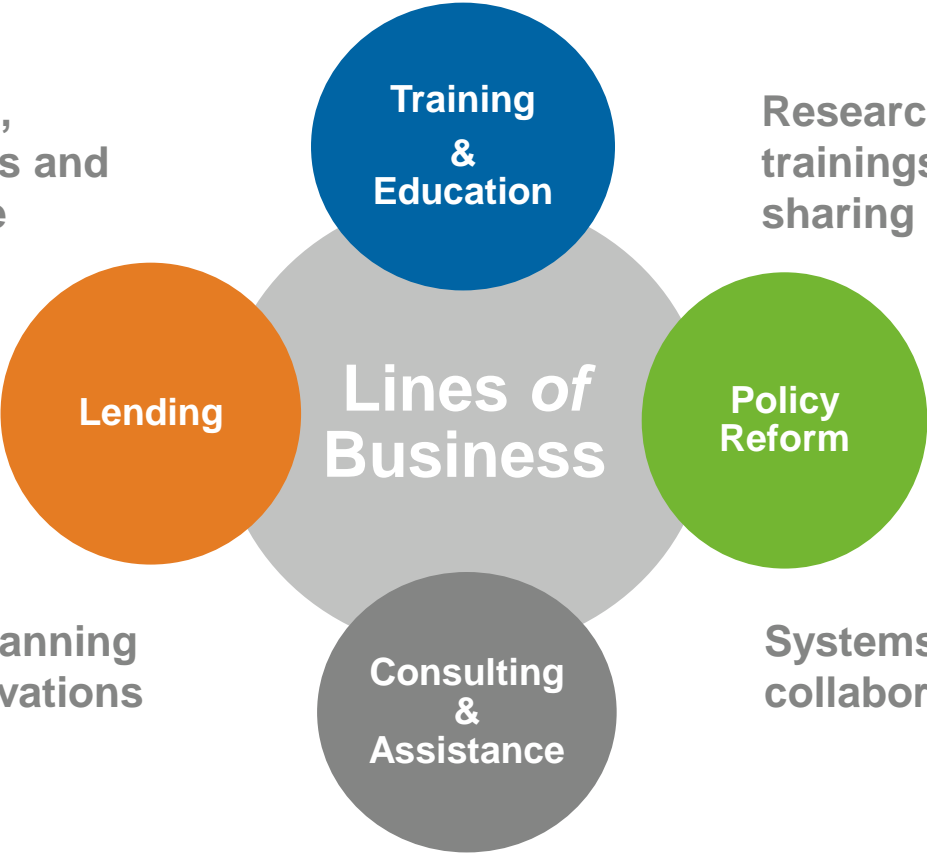 Training
&
Education
,
s and
e
Researc
trainings
sharing
Lending
Lines of
Business
Policy
Reform
anning
vations
Systems
collabor
Consulting
&
Assistance